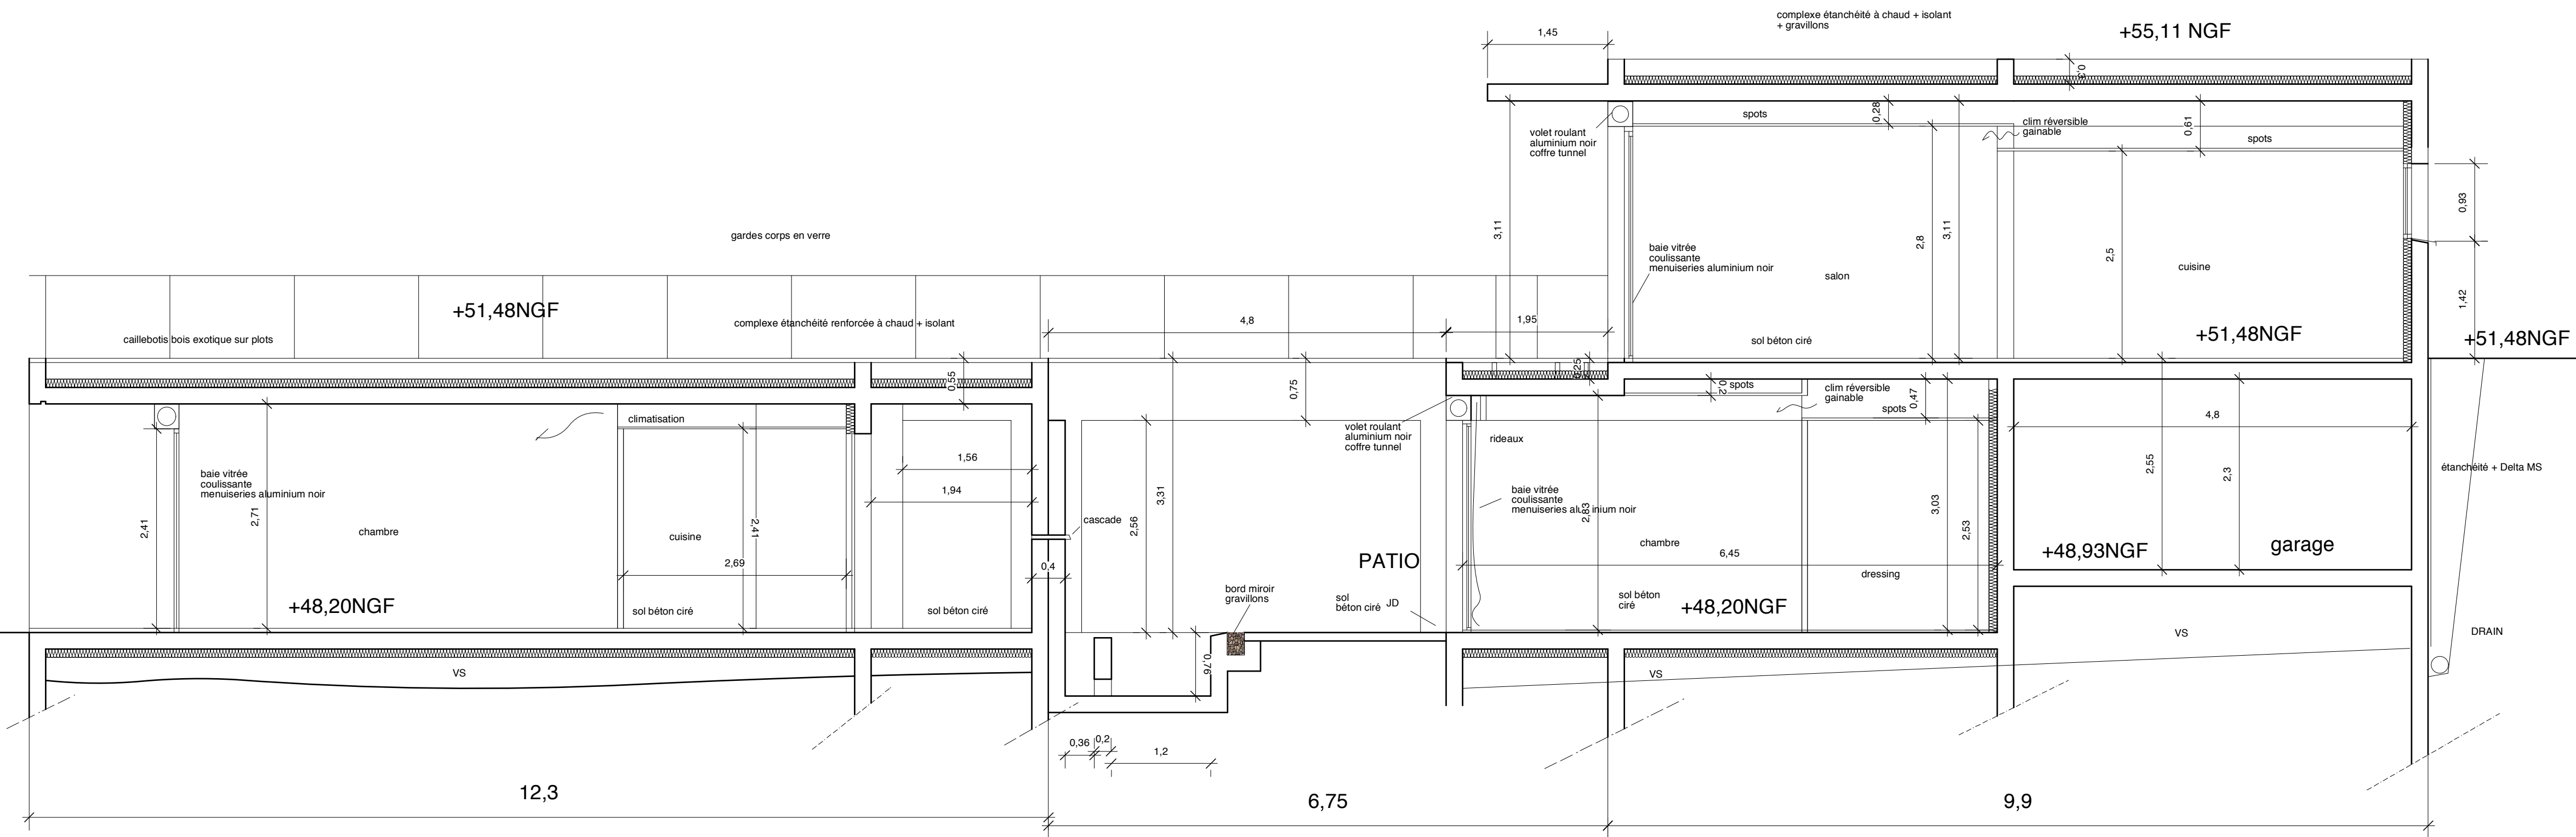 complexe étanchéité à chaud + isolant
+ gravillons
+55,11 NGF
1,45
0,3
spots
0,28
clim réversible
gainable
0,61
spots
volet roulant
aluminium noir
coffre tunnel
0,93
3,11
2,8
3,11
2,5
gardes corps en verre
baie vitrée
coulissante
menuiseries aluminium noir
salon
cuisine
1,42
+51,48NGF
complexe étanchéité renforcée à chaud + isolant
4,8
1,95
caillebotis bois exotique sur plots
sol béton ciré
+51,48NGF
+51,48NGF
0,55
0,75
0,25
0,2
spots
clim réversible
gainable
0,47
spots
4,8
climatisation
volet roulant
aluminium noir
coffre tunnel
rideaux
1,56
2,55
2,3
étanchéité + Delta MS
baie vitrée
coulissante
menuiseries aluminium noir
1,94
3,31
baie vitrée
coulissante
menuiseries aluminium noir
2,83
3,03
2,41
2,71
chambre
cuisine
2,41
cascade
2,56
2,53
chambre
6,45
+48,93NGF
garage
2,69
0,4
PATIO
dressing
+48,20NGF
sol béton ciré
sol béton ciré
bord miroir
gravillons
sol
béton ciré
JD
sol béton
ciré
+48,20NGF
VS
DRAIN
VS
0,76
VS
0,36
0,2
1,2
12,3
6,75
9,9